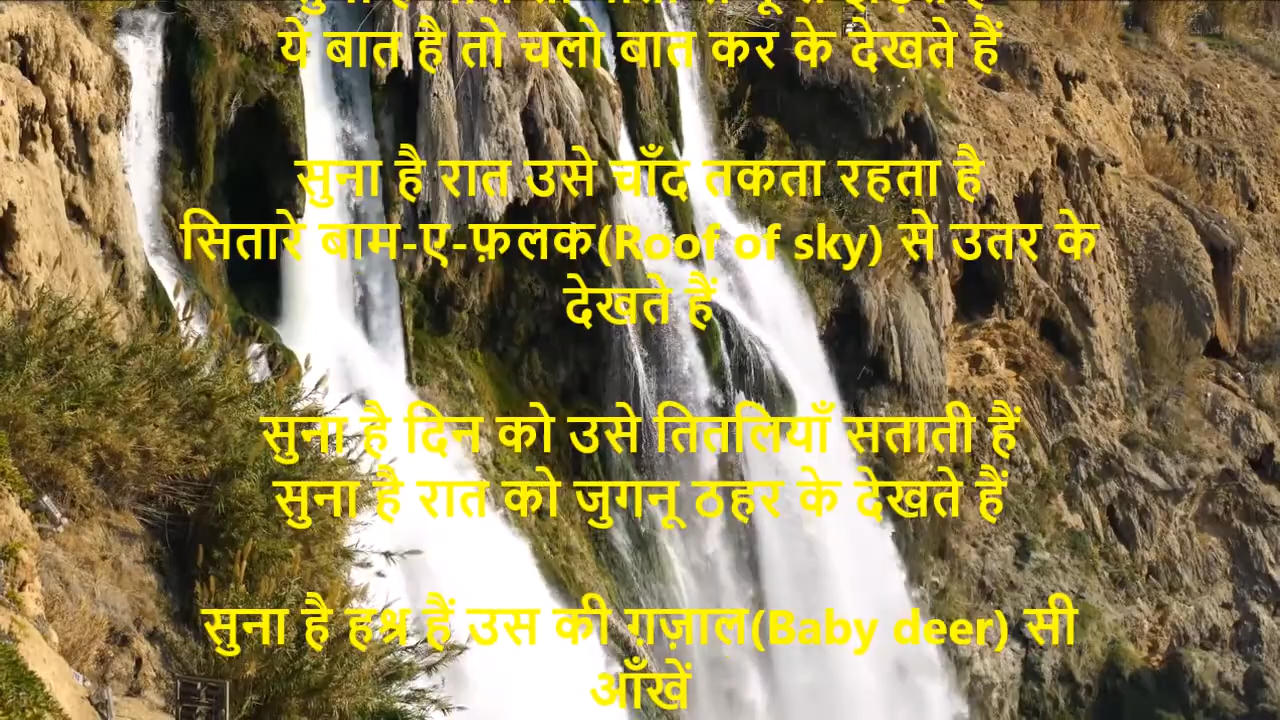 ये बात है तो चलो बात कर के देखते हैं
सुना है रात उसे चाँद तकता रहता है
सितारे बाम-ए-फ़लक(Roof of sky) से उतर के
देखते हैं
सुना है दिन को उसे तितलियाँ सताती हैं
सुना है रात को जुगनू ठहर के देखते हैं
सुना है हश्र हैं उस की ग़ज़ाल(Baby deer) सी
आँखें